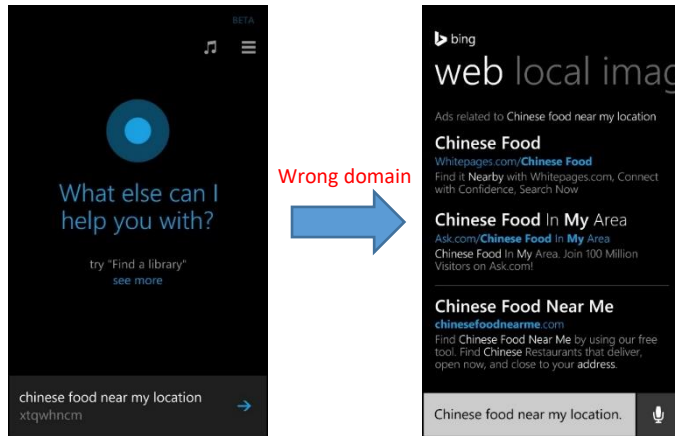 BETA
What else can I
help you with?
try "Find a library"
see more
chinese food near my location
xtqwhncm
Wrong domain
bing
web local imag
Ads related to Chinese food near my location
Chinese Food
Whitepages.com/Chinese Food
Find it Nearby with Whitepages.com, Connect
with Confidence, Search Now
Chinese Food In My Area
Ask.com/Chinese Food In My Area
Chinese Food In My Area. Join 100 Million
Visitors on Ask.com!
Chinese Food Near Me
chinesefoodnearme.com
Find Chinese Food Near Me by using our free
tool. Find Chinese Restaurants that deliver,
open now, and close to your address.
Chinese food near my location.